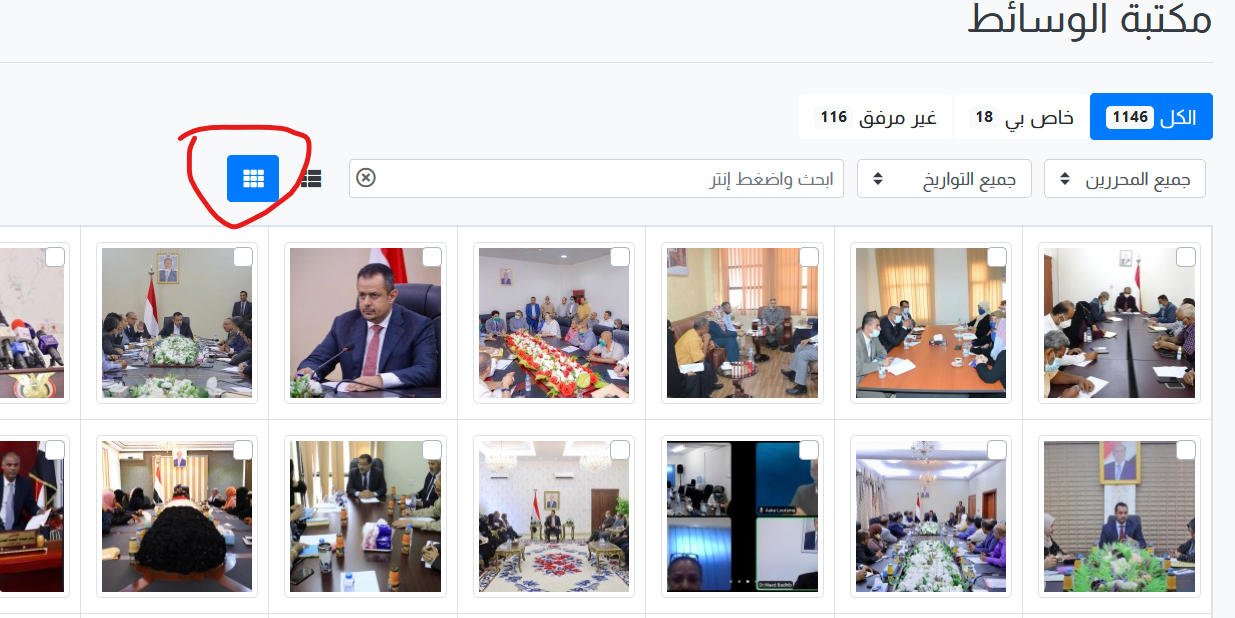 مكتبة الوسائط
الكل 1146 خاص بي 18 غير مرفق 116
جميع المحررين جميع التواريخ ابحث واضغط إنتر